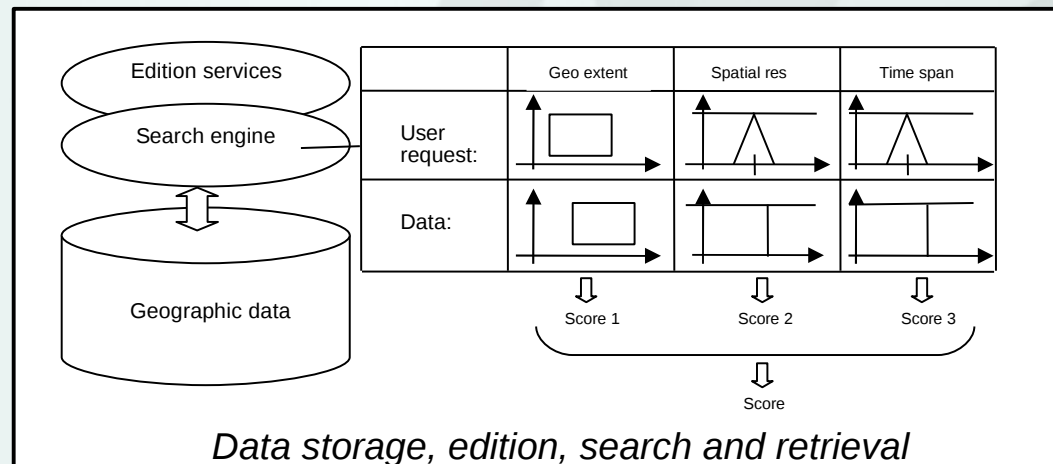 Edition services
Search engine
Geographic data
Geo extent
Spatial res
Time span
User
request:
Data:
Score 1
Score 2
Score 3
Score
Data storage, edition, search and retrieval